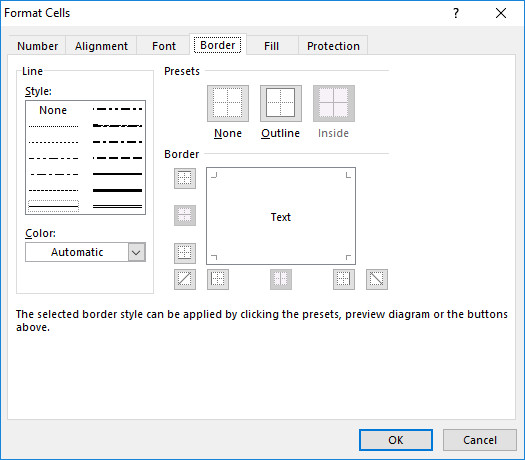 Format Cells
?
Number Alignment Font Border Fill Protection
Line
Style:
None
Color:
Automatic
Presets
None Outline Inside
Border
Text
The selected border style can be applied by clicking the presets, preview diagram or the buttons
above.
OK Cancel